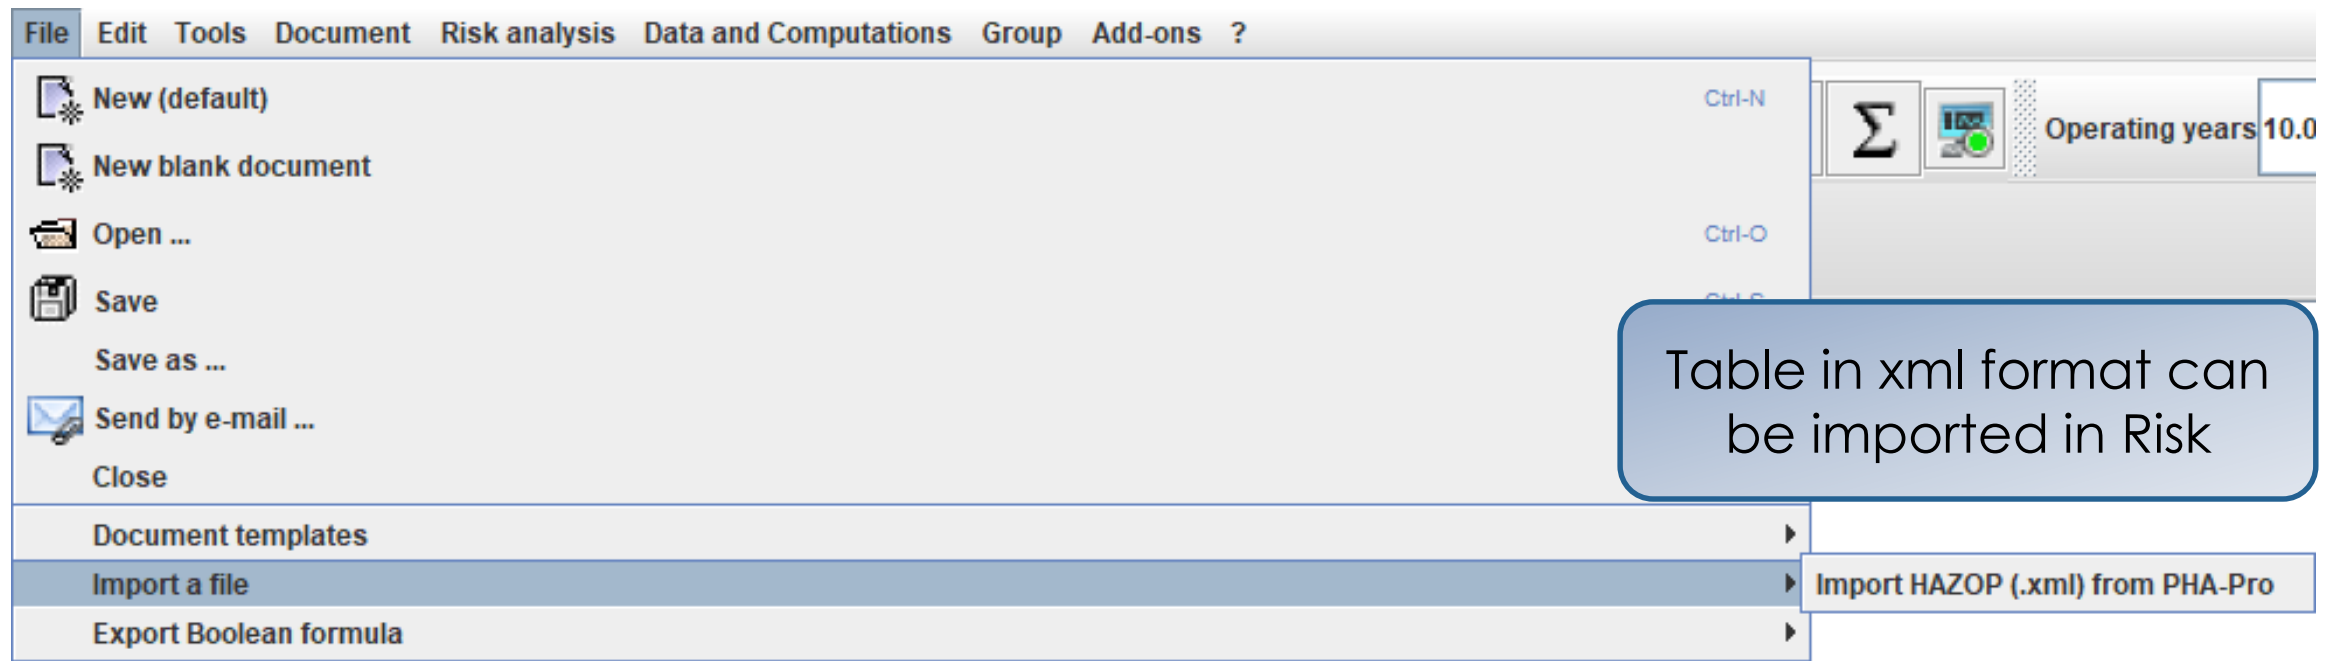 File Edit Tools Document Risk analysis Data and Computations Group Add-ons ?
New (default) Ctrl-N
New blank document
Operating years 10.0
Open ... Ctrl-O
Save
Save as ...
Send by e-mail ...
Close
Table in xml format can
be imported in Risk
Document templates
Import a file
Import HAZOP (.xml) from PHA-Pro
Export Boolean formula